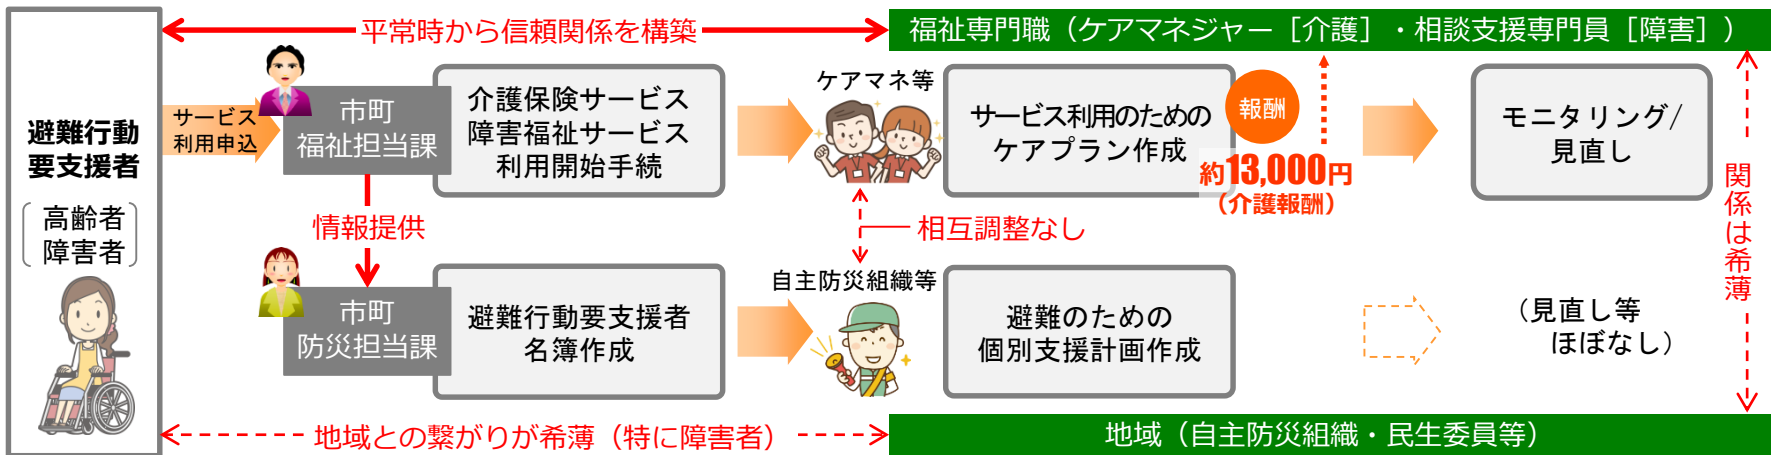 平常時から信頼関係を構築
福祉専門職（ケアマネジャー［介護］・相談支援専門員［障害］）
避難行動
要支援者
高齢者
障害者
サービス
利用申込
市町
福祉担当課
介護保険サービス
障害福祉サービス
利用開始手続
ケアマネ等
サービス利用のための
ケアプラン作成
報酬
約13,000円
（介護報酬）
モニタリング/
見直し
情報提供
相互調整なし
関係は希薄
市町
防災担当課
避難行動要支援者
名簿作成
自主防災組織等
避難のための
個別支援計画作成
（見直し等
ほぼなし）
地域との繋がりが希薄（特に障害者）
地域（自主防災組織・民生委員等）